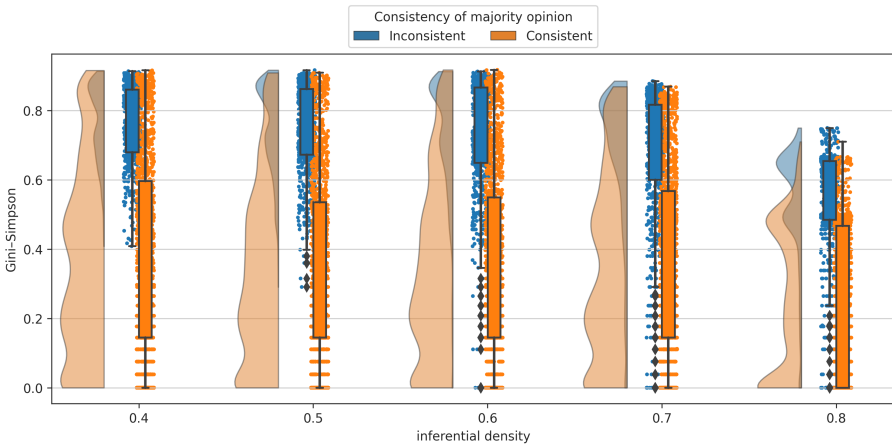 Consistency of majority opinion
Inconsistent Consistent
Gini–Simpson
0.8
0.6
0.4
0.2
0.0
0.4 0.5 0.6 0.7 0.8
inferential density